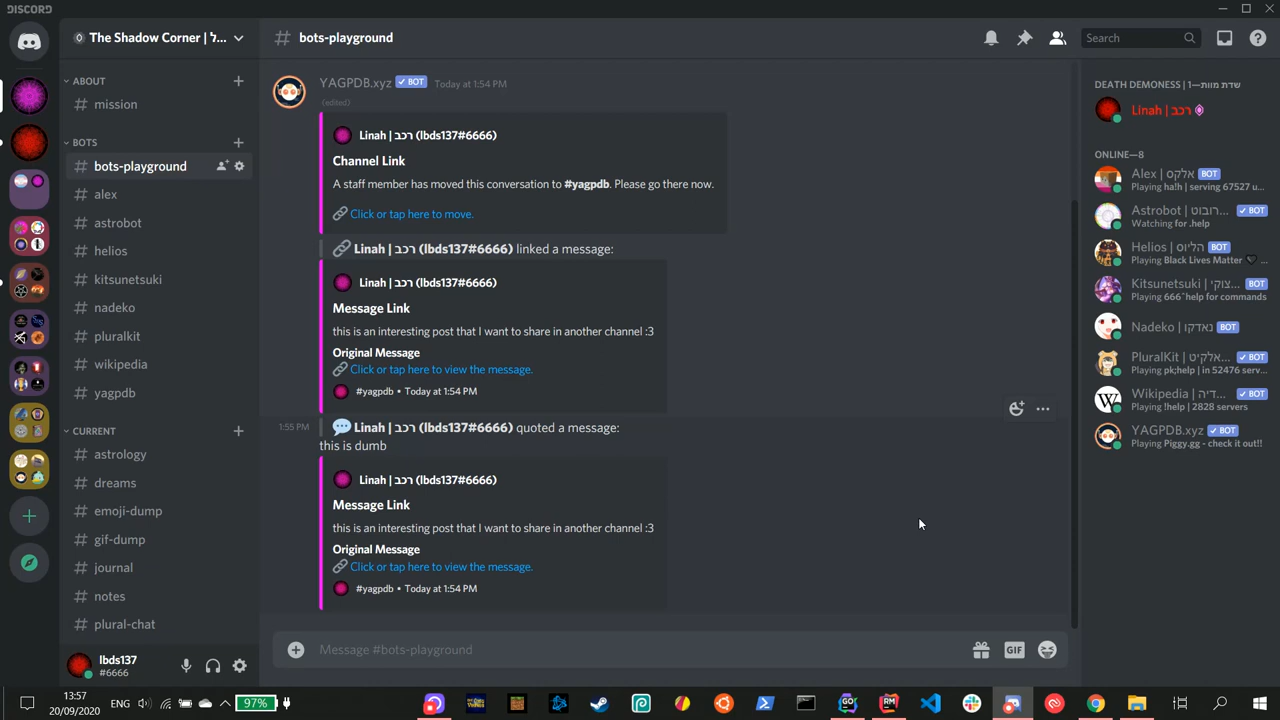 DISCORD
The Shadow Corner | ל...
# bots-playground
Search
ABOUT
# mission
BOTS
# bots-playground
# alex
# astrobot
# helios
# kitsunetsuki
# nadeko
# pluralkit
# wikipedia
# yagpdb
CURRENT
# astrology
# dreams
# emoji-dump
# gif-dump
# journal
# notes
# plural-chat
lbds137
#6666
YAGPDB.xyz BOT Today at 1:54 PM
(edited)
Linah | רכב (lbds137#6666)
Channel Link
A staff member has moved this conversation to #yagpdb. Please go there now.
Click or tap here to move.
Linah | רכב (lbds137#6666) linked a message:
Linah | רכב (lbds137#6666)
Message Link
this is an interesting post that I want to share in another channel :3
Original Message
Click or tap here to view the message.
#yagpdb • Today at 1:54 PM
1:55 PM
Linah | רכב (lbds137#6666) quoted a message:
this is dumb
Linah | רכב (lbds137#6666)
Message Link
this is an interesting post that I want to share in another channel :3
Original Message
Click or tap here to view the message.
#yagpdb • Today at 1:54 PM
Message #bots-playground
GIF
DEATH DEMONESS | שדת מוות—1
Linah | רכב
ONLINE—8
Alex | אלקס BOT
Playing ha!h | serving 67527 u...
Astrobot | רובוט... BOT
Watching for .help
Helios | הליוס BOT
Playing Black Lives Matter ...
Kitsunetsuki | צוקי... BOT
Playing 666^help for commands
Nadeko | נאדקו BOT
PluralKit | אלקיט... BOT
Playing pk;help | in 52476 serv...
Wikipedia | דיה... BOT
Playing !help | 2828 servers
YAGPDB.xyz BOT
Playing Piggy.gg - check it out!!
13:57
20/09/2020
ENG
97%